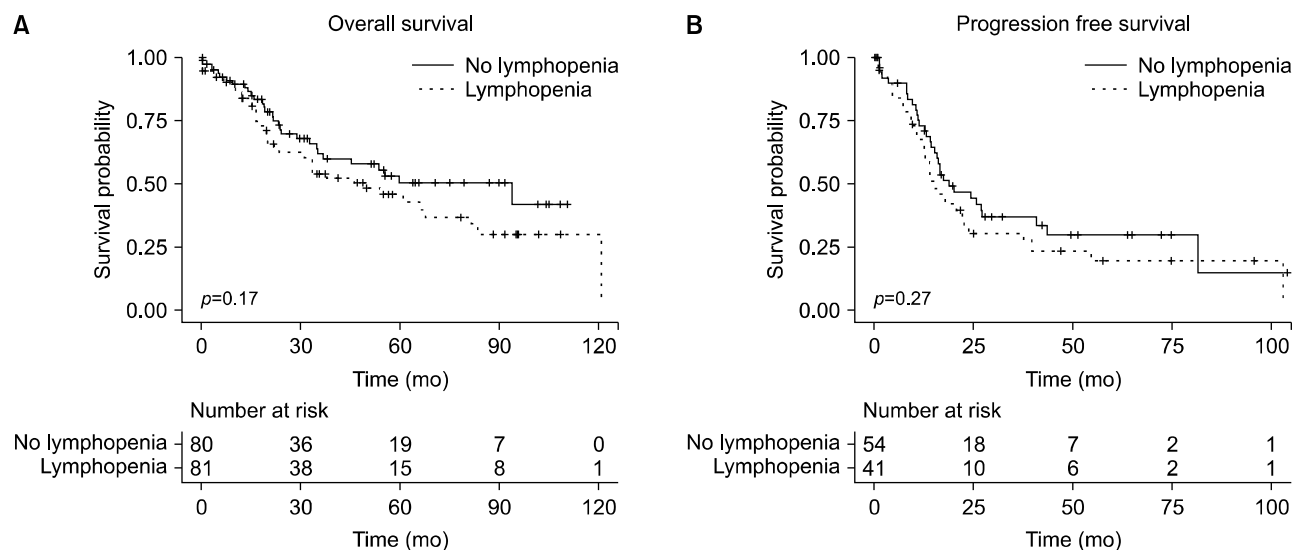 A
Overall survival
1.00
0.75
0.50
0.25
0.00
Survival probability
No lymphopenia
Lymphopenia
p=0.17
0 30 60 90 120
Time (mo)
Number at risk
No lymphopenia 80 36 19 7 0
Lymphopenia 81 38 15 8 1
0 30 60 90 120
Time (mo)
B
Progression free survival
1.00
0.75
0.50
0.25
0.00
Survival probability
No lymphopenia
Lymphopenia
p=0.27
0 25 50 75 100
Time (mo)
Number at risk
No lymphopenia 54 18 7 2 1
Lymphopenia 41 10 6 2 1
0 25 50 75 100
Time (mo)